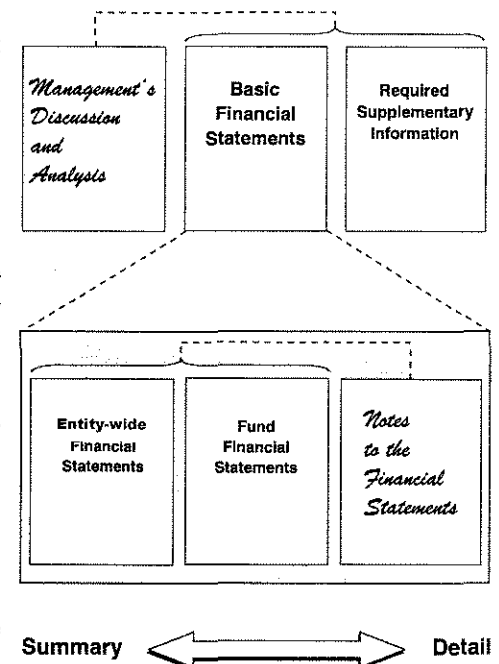 Management's
Discussion
and
Analysis
Basic
Financial
Statements
Required
Supplementary
Information
Entity-wide
Financial
Statements
Fund
Financial
Statements
Notes
to the
Financial
Statements
Summary
Detail